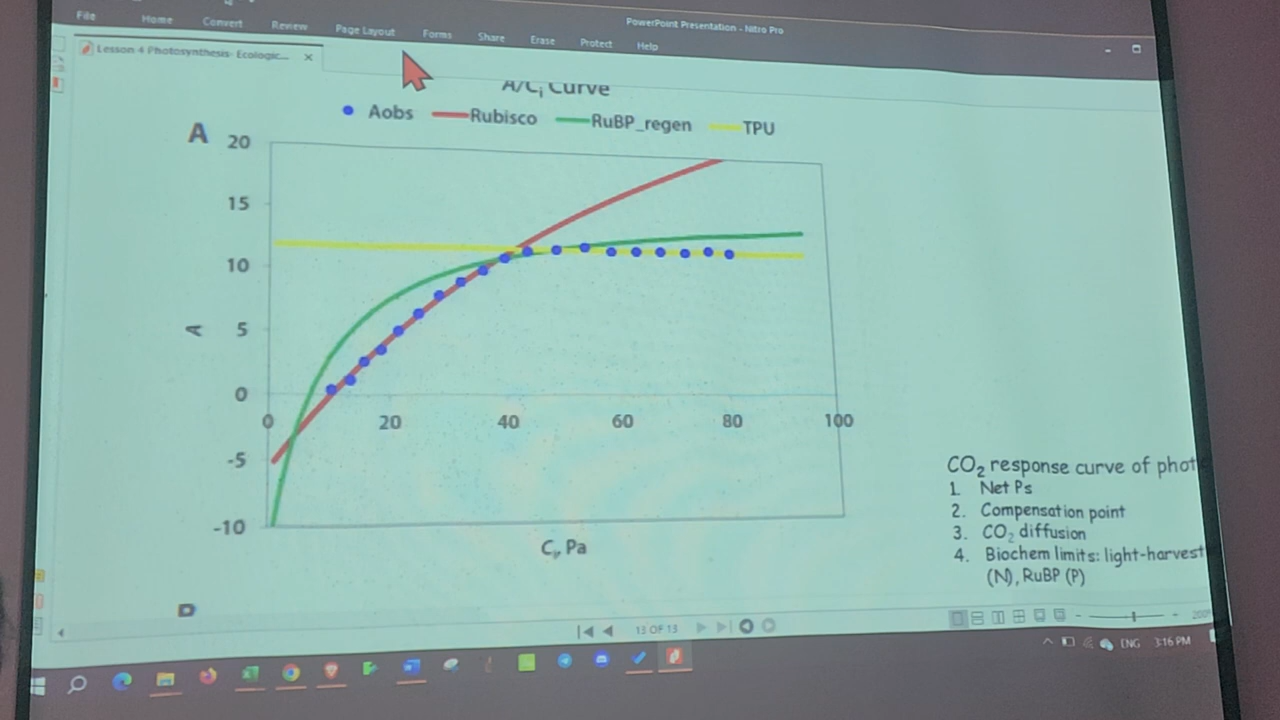 PowerPoint Presentation - Nitro Pro
File Home Convert Review Page Layout Forms Share Erase Protect Help
Lesson 4 Photosynthesis- Ecologic...
A/Ci Curve
Aobs Rubisco RuBP_regen TPU
A
20
15
10
5
0
-5
-10
A
0 20 40 60 80 100
Ci, Pa
CO2 response curve of phot
1. Net Ps
2. Compensation point
3. CO2 diffusion
4. Biochem limits: light-harvest
(N), RuBP (P)
13 OF 13
ENG 3:16 PM